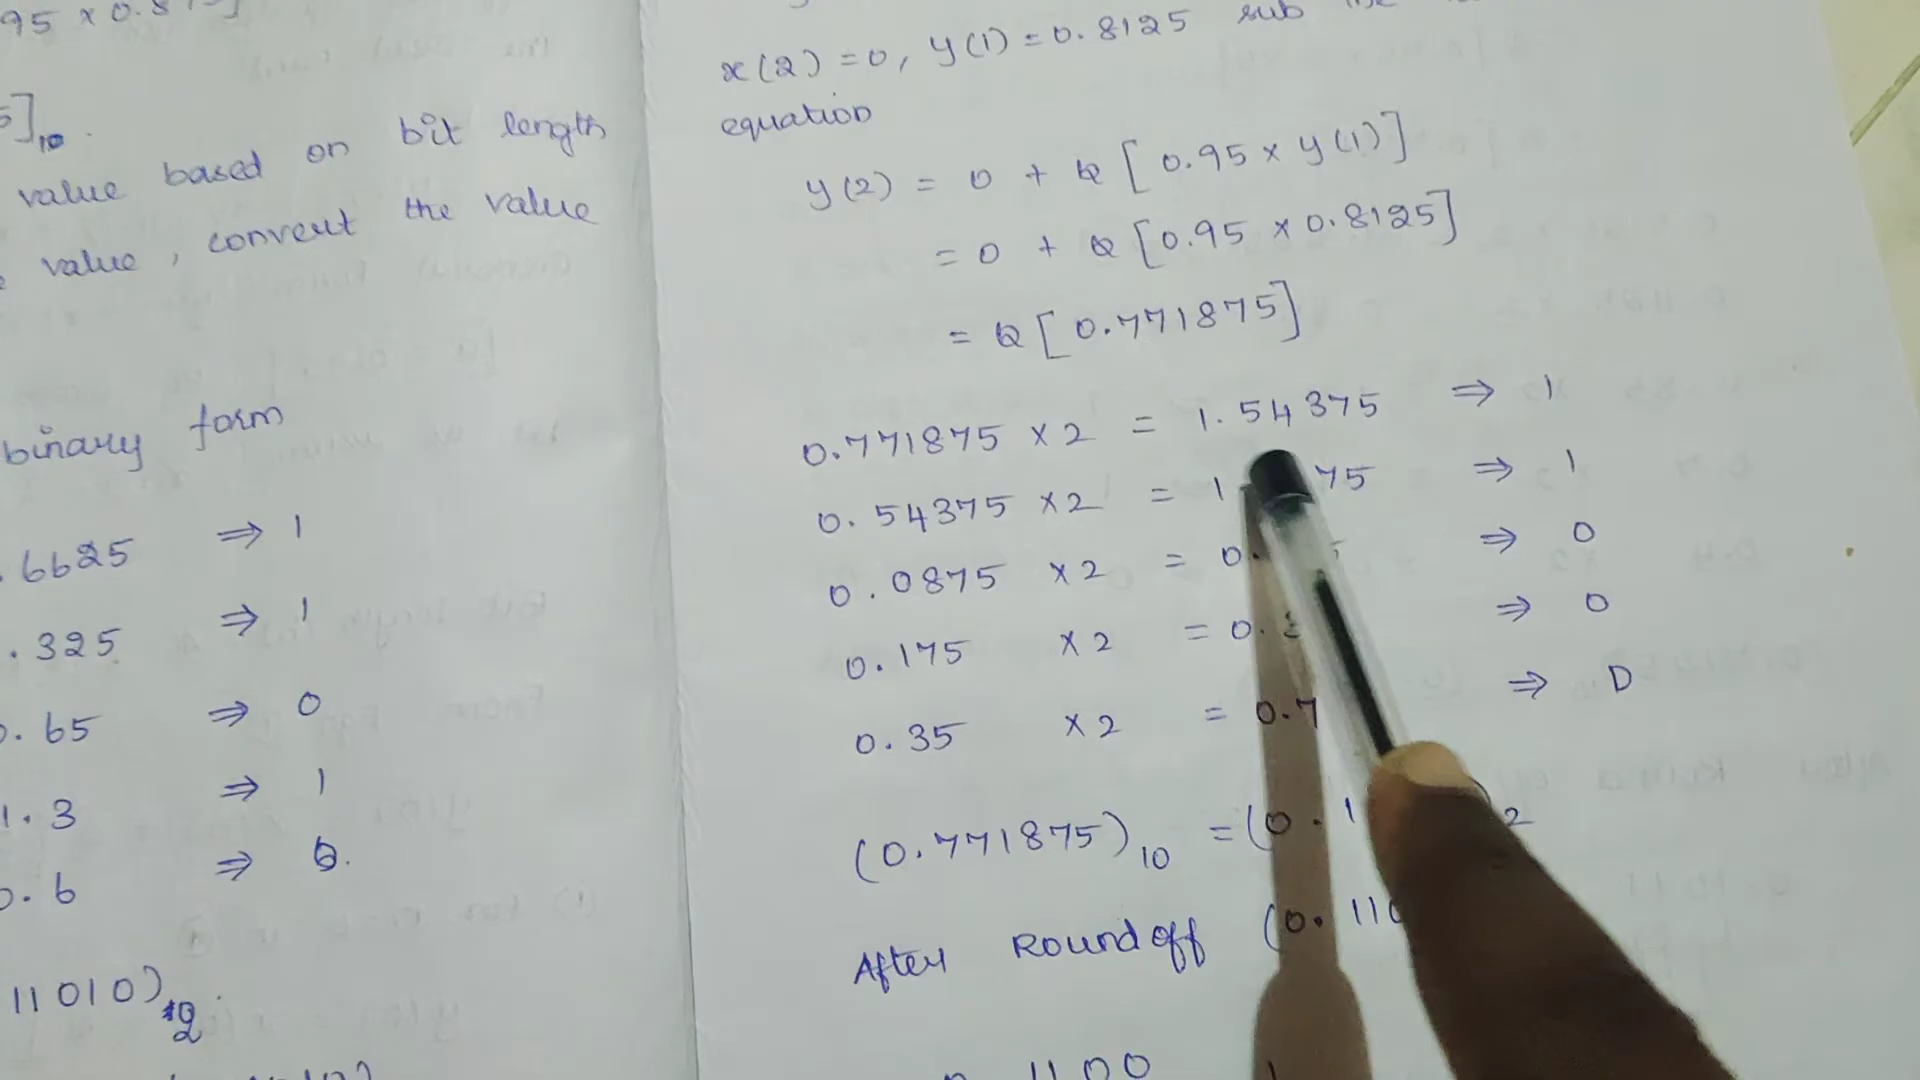 95 × 0.8
5]10.
value based on bit length
value, convert the value
binary form
.6625 ⇒ 1
.325 ⇒ 1
0.65 ⇒ 0
1.3 ⇒ 1
0.6 ⇒ 0.
11010)2
x(2) = 0, y(1) = 0.8125 sub
equation
y(2) = 0 + Q [0.95 × y(1)]
= 0 + Q [0.95 × 0.8125]
= Q [0.771875]
0.771875 × 2 = 1.54375 ⇒ 1
0.54375 × 2 = 1 75 ⇒ 1
0.0875 × 2 = 0. 5 ⇒ 0
0.175 × 2 = 0. ⇒ 0
0.35 × 2 = 0.7 ⇒ 0
(0.771875)10 = (0.1 )2
After Roundoff (0.110
1100